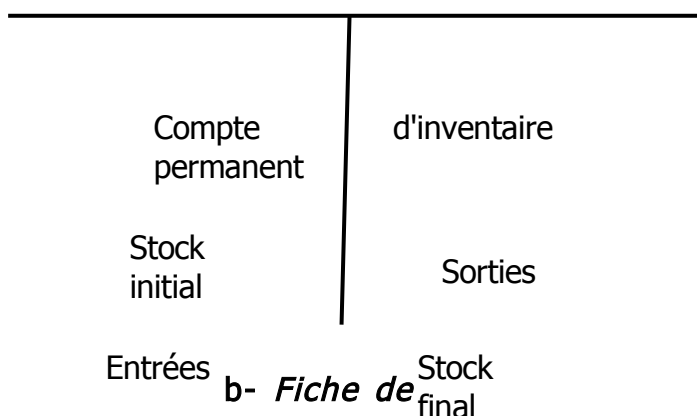 Compte d'inventaire
permanent
Stock
initial
Sorties
Entrées
b- Fiche de
Stock
final